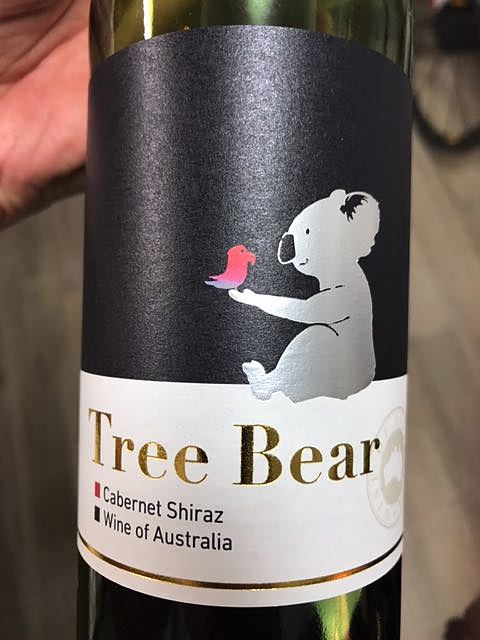 Tree Bear
Cabernet Shiraz
Wine of Australia